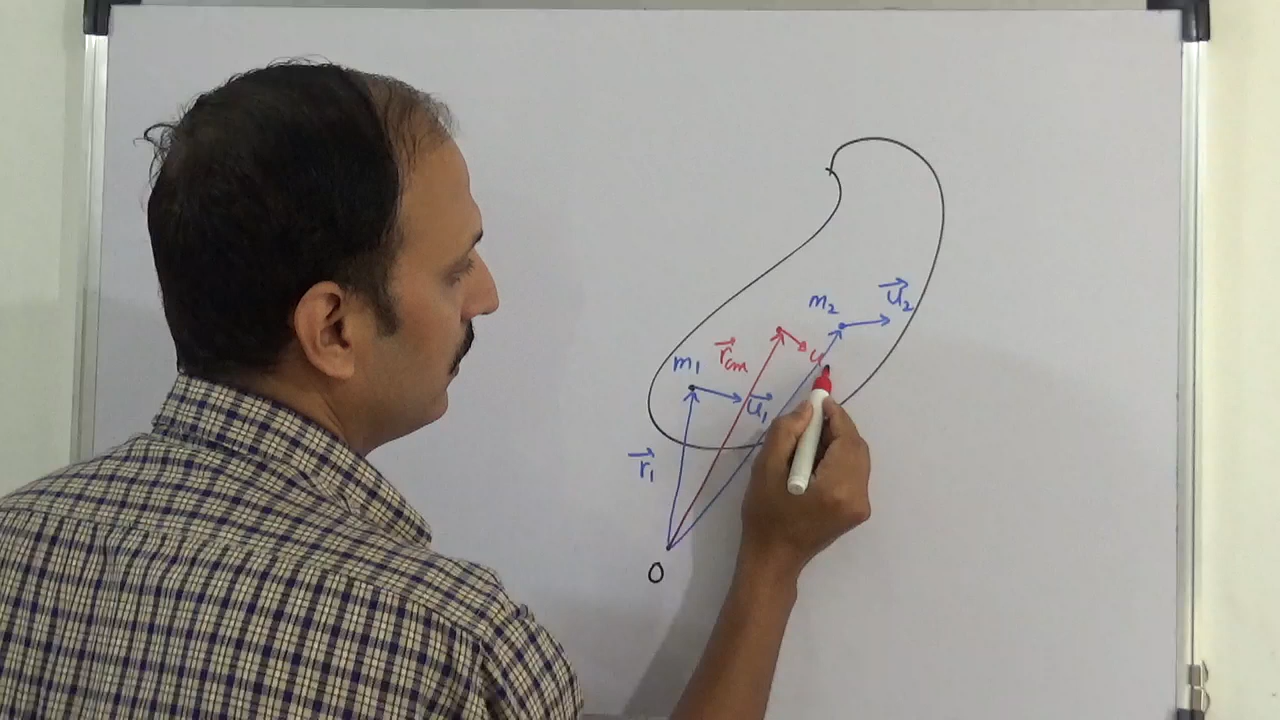 m₂
u⃗₂
r⃗cm
u
m₁
u⃗₁
r⃗₁
O